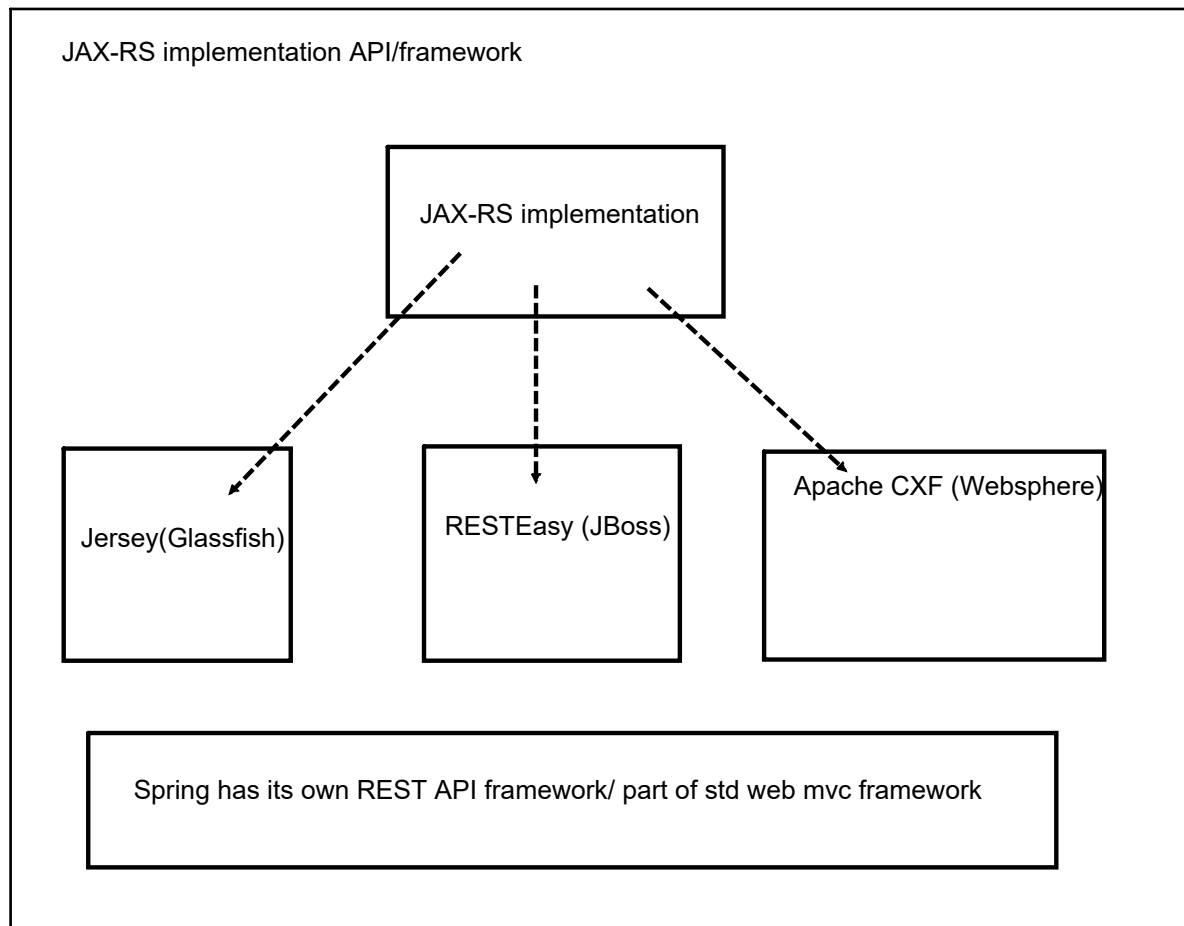 JAX-RS implementation API/framework
JAX-RS implementation
Jersey(Glassfish)
RESTEasy (JBoss)
Apache CXF (Websphere)
Spring has its own REST API framework/ part of std web mvc framework